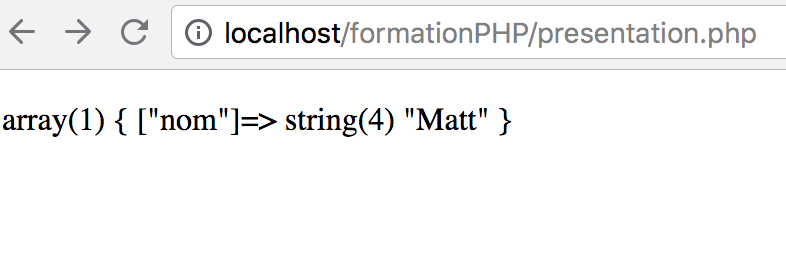 localhost/formationPHP/presentation.php
array(1) { ["nom"]=> string(4) "Matt" }